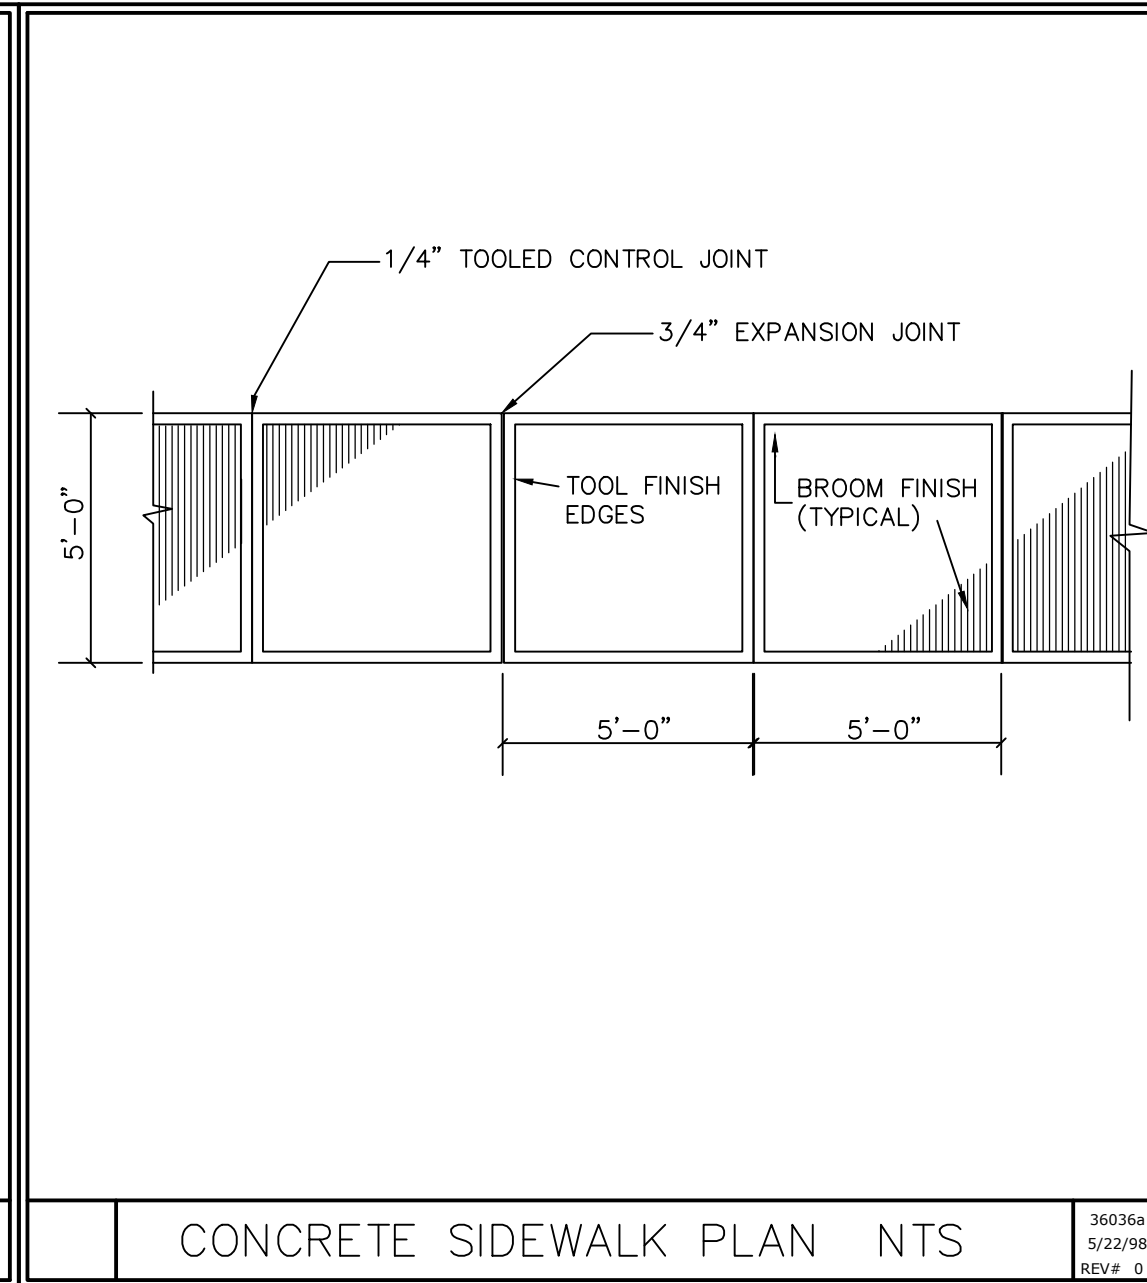 1/4” TOOLED CONTROL JOINT
3/4” EXPANSION JOINT
5’–0”
TOOL FINISH
EDGES
BROOM FINISH
(TYPICAL)
5’–0”
5’–0”
CONCRETE SIDEWALK PLAN NTS
36036a
5/22/98
REV# 0